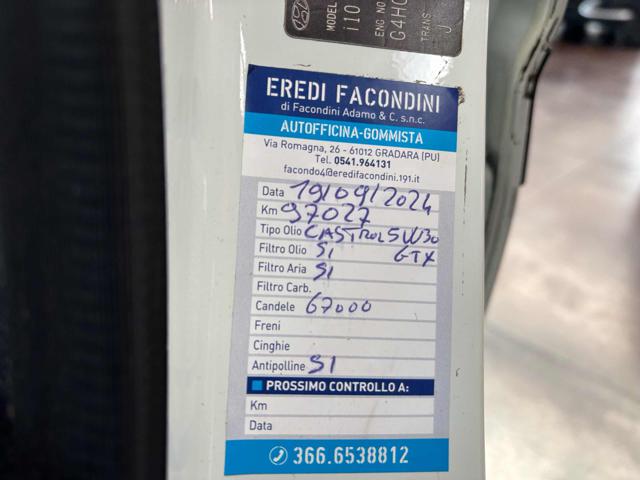 MODEL I10
ENG NO G4HG
TRANS J
EREDI FACONDINI
di Facondini Adamo & C. s.n.c.
AUTOFFICINA-GOMMISTA
Via Romagna, 26 - 61012 GRADARA (PU)
Tel. 0541.964131
facondo4@eredifacondini.191.it
Data 19/09/2024
Km 97027
Tipo Olio CASTROL 5W30
Filtro Olio SI GTX
Filtro Aria SI
Filtro Carb.
Candele 67000
Freni
Cinghie
Antipolline SI
PROSSIMO CONTROLLO A:
Km
Data
366.6538812